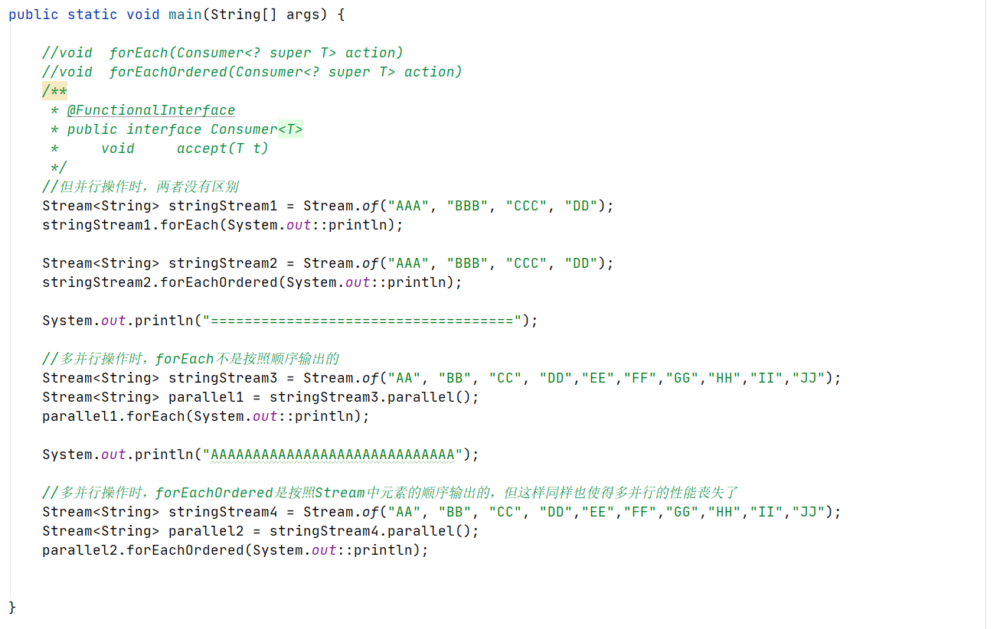 public static void main(String[] args) {
//void  forEach(Consumer<? super T> action)
//void  forEachOrdered(Consumer<? super T> action)
/**
 * @FunctionalInterface
 * public interface Consumer<T>
 *     void     accept(T t)
 */
//但并行操作时，两者没有区别
Stream<String> stringStream1 = Stream.of("AAA", "BBB", "CCC", "DD");
stringStream1.forEach(System.out::println);
Stream<String> stringStream2 = Stream.of("AAA", "BBB", "CCC", "DD");
stringStream2.forEachOrdered(System.out::println);
System.out.println("====================================");
//多并行操作时，forEach不是按照顺序输出的
Stream<String> stringStream3 = Stream.of("AA", "BB", "CC", "DD","EE","FF","GG","HH","II","JJ");
Stream<String> parallel1 = stringStream3.parallel();
parallel1.forEach(System.out::println);
System.out.println("AAAAAAAAAAAAAAAAAAAAAAAAAAAAA");
//多并行操作时，forEachOrdered是按照Stream中元素的顺序输出的，但这样同样也使得多并行的性能丧失了
Stream<String> stringStream4 = Stream.of("AA", "BB", "CC", "DD","EE","FF","GG","HH","II","JJ");
Stream<String> parallel2 = stringStream4.parallel();
parallel2.forEachOrdered(System.out::println);
}